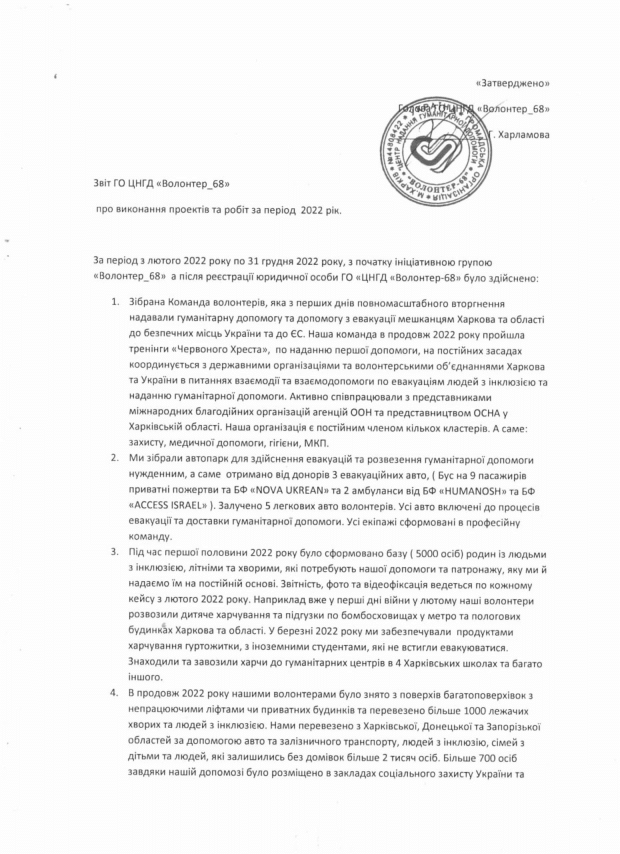 «Затверджено»
Голова ГО ЦНГД «Волонтер_68»
Г. Харламова
УКРАЇНА * ГРОМАДСЬКА ОРГАНІЗАЦІЯ * М.ХАРКІВ * №44808422
ЦЕНТР НАДАННЯ ГУМАНІТАРНОЇ ДОПОМОГИ
"ВОЛОНТЕР-68"
Звіт ГО ЦНГД «Волонтер_68»
про виконання проектів та робіт за період 2022 рік.
За період з лютого 2022 року по 31 грудня 2022 року, з початку ініціативною групою
«Волонтер_68» а після реєстрації юридичної особи ГО «ЦНГД «Волонтер-68» було здійснено:
1. Зібрана Команда волонтерів, яка з перших днів повномасштабного вторгнення
надавали гуманітарну допомогу та допомогу з евакуації мешканцям Харкова та області
до безпечних місць України та до ЄС. Наша команда в продовж 2022 року пройшла
тренінги «Червоного Хреста», по наданню першої допомоги, на постійних засадах
координується з державними організаціями та волонтерськими об'єднаннями Харкова
та України в питаннях взаємодії та взаємодопомоги по евакуаціям людей з інклюзією та
наданню гуманітарної допомоги. Активно співпрацювали з представниками
міжнародних благодійних організацій агенцій ООН та представництвом ОСНА у
Харківській області. Наша організація є постійним членом кількох кластерів. А саме:
захисту, медичної допомоги, гігієни, МКП.
2. Ми зібрали автопарк для здійснення евакуацій та розвезення гуманітарної допомоги
нужденним, а саме отримано від донорів 3 евакуаційних авто, ( Бус на 9 пасажирів
приватні пожертви та БФ «NOVA UKREAN» та 2 амбуланси від БФ «HUMANOSH» та БФ
«ACCESS ISRAEL» ). Залучено 5 легкових авто волонтерів. Усі авто включені до процесів
евакуації та доставки гуманітарної допомоги. Усі екіпажі сформовані в професійну
команду.
3. Під час першої половини 2022 року було сформовано базу ( 5000 осіб) родин із людьми
з інклюзією, літніми та хворими, які потребують нашої допомоги та патронажу, яку ми й
надаємо їм на постійній основі. Звітність, фото та відеофіксація ведеться по кожному
кейсу з лютого 2022 року. Наприклад вже у перші дні війни у лютому наші волонтери
розвозили дитяче харчування та підгузки по бомбосховищах у метро та пологових
будинках Харкова та області. У березні 2022 року ми забезпечували продуктами
харчування гуртожитки, з іноземними студентами, які не встигли евакуюватися.
Знаходили та завозили харчі до гуманітарних центрів в 4 Харківських школах та багато
іншого.
4. В продовж 2022 року нашими волонтерами було знято з поверхів багатоповерхівок з
непрацюючими ліфтами чи приватних будинків та перевезено більше 1000 лежачих
хворих та людей з інклюзією. Нами перевезено з Харківської, Донецької та Запорізької
областей за допомогою авто та залізничного транспорту, людей з інклюзію, сімей з
дітьми та людей, які залишились без домівок більше 2 тисяч осіб. Більше 700 осіб
завдяки нашій допомозі було розміщено в закладах соціального захисту України та